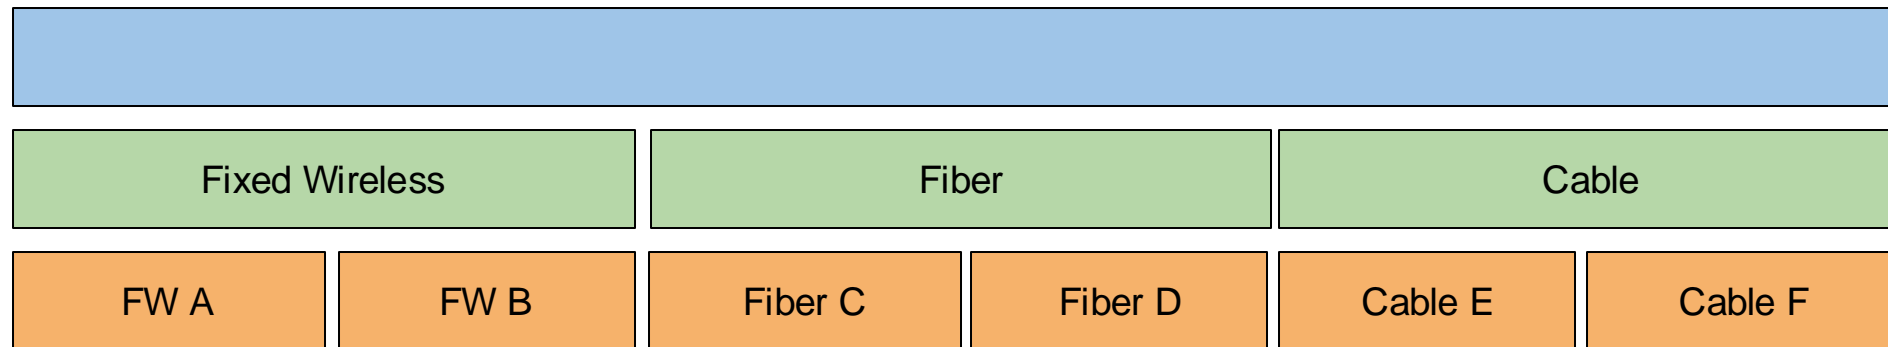 Fixed Wireless
Fiber
Cable
FW A
FW B
Fiber C
Fiber D
Cable E
Cable F